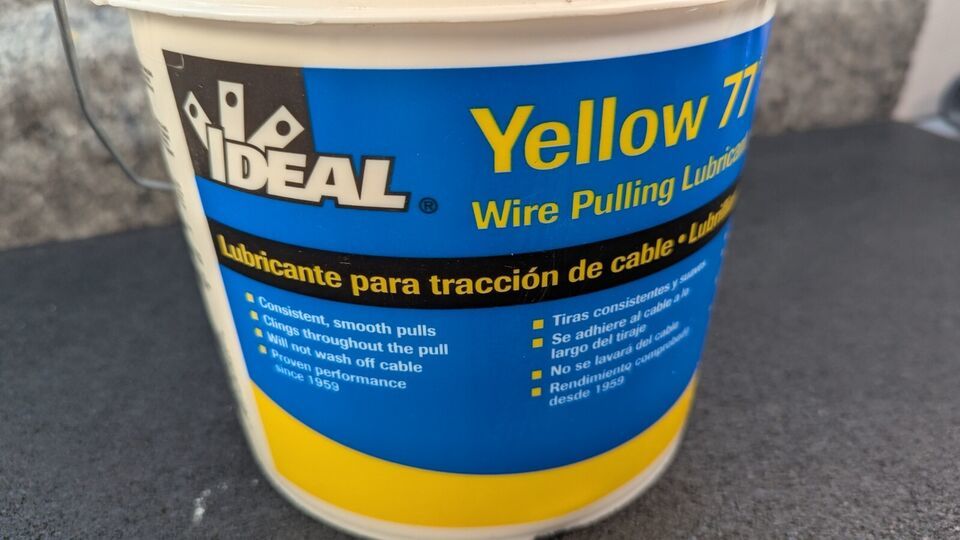 IDEAL®
Yellow 77
Wire Pulling Lubricant
Lubricante para tracción de cable •
Consistent, smooth pulls
Clings throughout the pull
Will not wash off cable
Proven performance
since 1959
Tiras consistentes y suaves
Se adhiere al cable a lo
largo del tiraje
No se lavará del cable
Rendimiento comprobado
desde 1959